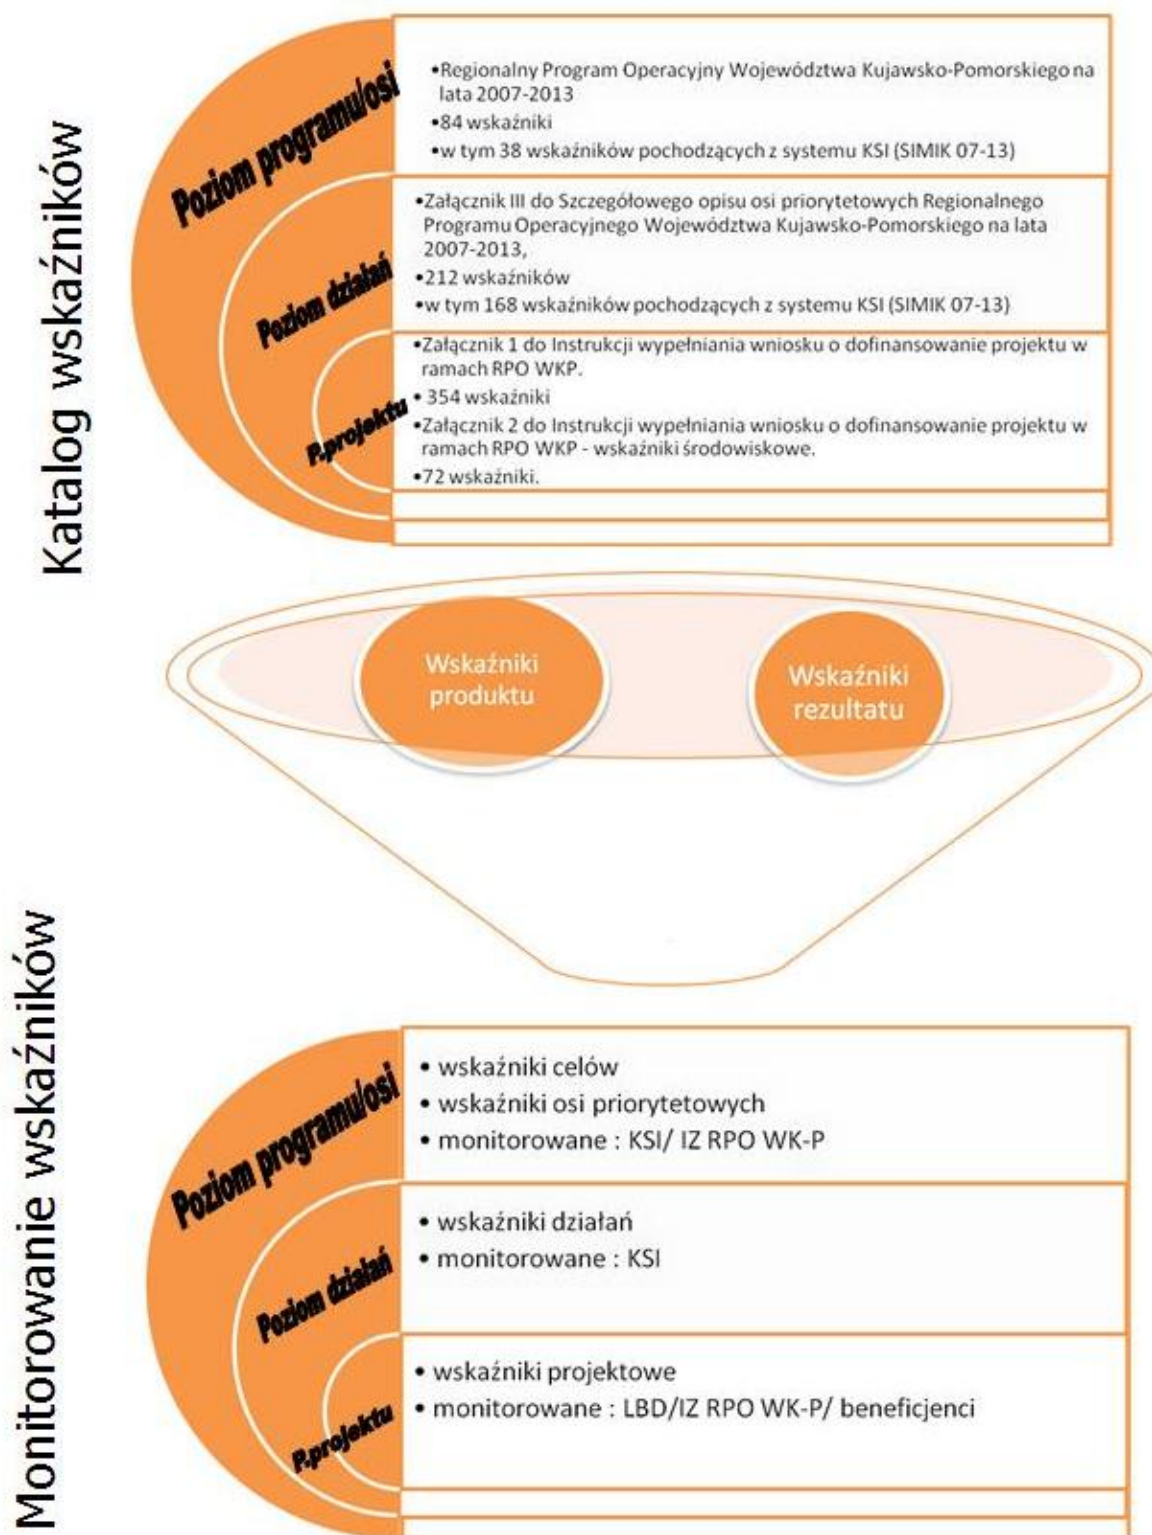 Katalog wskaźników
Poziom programu/osi
•Regionalny Program Operacyjny Województwa Kujawsko-Pomorskiego na
lata 2007-2013
•84 wskaźniki
•w tym 38 wskaźników pochodzących z systemu KSI (SIMIK 07-13)
Poziom działań
•Załącznik III do Szczegółowego opisu osi priorytetowych Regionalnego
Programu Operacyjnego Województwa Kujawsko-Pomorskiego na lata
2007-2013,
•212 wskaźników
•w tym 168 wskaźników pochodzących z systemu KSI (SIMIK 07-13)
P.projektu
•Załącznik 1 do Instrukcji wypełniania wniosku o dofinansowanie projektu w
ramach RPO WKP.
• 354 wskaźniki
•Załącznik 2 do Instrukcji wypełniania wniosku o dofinansowanie projektu w
ramach RPO WKP - wskaźniki środowiskowe.
•72 wskaźniki.
Wskaźniki
produktu
Wskaźniki
rezultatu
Monitorowanie wskaźników
Poziom programu/osi
• wskaźniki celów
• wskaźniki osi priorytetowych
• monitorowane : KSI/ IZ RPO WK-P
Poziom działań
• wskaźniki działań
• monitorowane : KSI
P.projektu
• wskaźniki projektowe
• monitorowane : LBD/IZ RPO WK-P/ beneficjenci